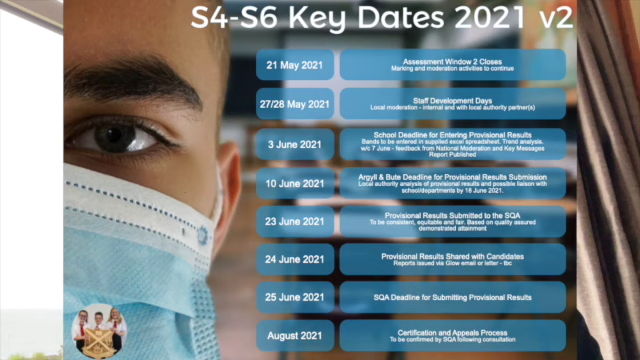 S4-S6 Key Dates 2021 v2
21 May 2021
Assessment Window 2 Closes
Marking and moderation activities to continue
27/28 May 2021
Staff Development Days
Local moderation - internal and with local authority partner(s)
3 June 2021
School Deadline for Entering Provisional Results
Bands to be entered in supplied excel spreadsheet. Trend analysis.
w/c 7 June - feedback from National Moderation and Key Messages
Report Published
10 June 2021
Argyll & Bute Deadline for Provisional Results Submission
Local authority analysis of provisional results and possible liaison with
school/departments by 18 June 2021.
23 June 2021
Provisional Results Submitted to the SQA
To be consistent, equitable and fair. Based on quality assured
demonstrated attainment
24 June 2021
Provisional Results Shared with Candidates
Reports issued via Glow email or letter - tbc
25 June 2021
SQA Deadline for Submitting Provisional Results
August 2021
Certification and Appeals Process
To be confirmed by SQA following consultation